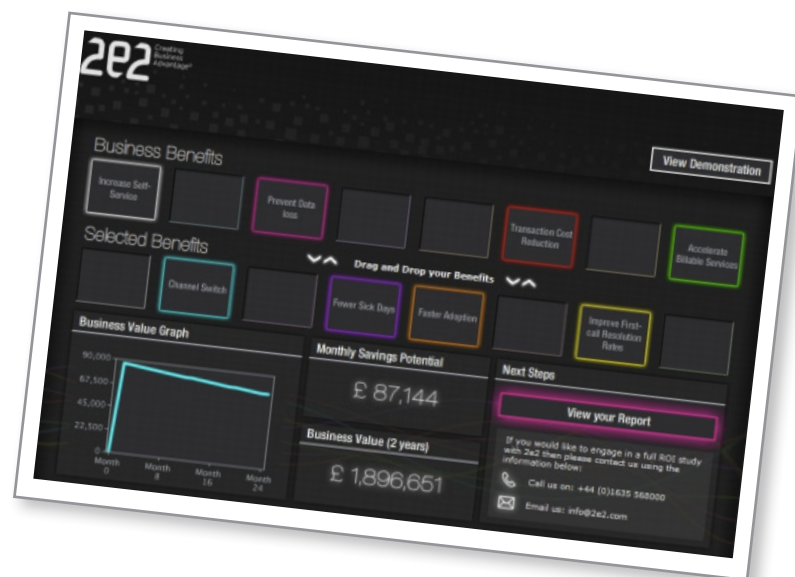 2e2
Creating
Business
Advantage
View Demonstration
Business Benefits
Increase Self-
Service
Prevent Data
loss
Transaction Cost
Reduction
Accelerate
Billable Services
Selected Benefits
Drag and Drop your Benefits
Channel Switch
Fewer Sick Days
Faster Adoption
Improve First-
call Resolution
Rates
Business Value Graph
90,000
67,500
45,000
22,500
0
Month
0
Month
8
Month
16
Month
24
Monthly Savings Potential
£ 87,144
Business Value (2 years)
£ 1,896,651
Next Steps
View your Report
If you would like to engage in a full ROI study
with 2e2 then please contact us using the
information below:
Call us on: +44 (0)1635 568000
Email us: info@2e2.com